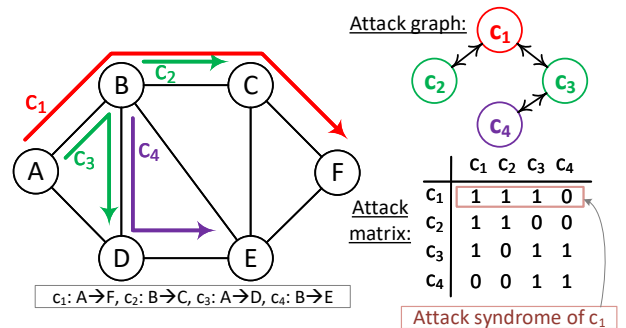 Attack graph:
c₁
c₂
c₃
c₄
B
C
A
F
D
E
c₁
c₂
c₃
c₄
c₁: A→F, c₂: B→C, c₃: A→D, c₄: B→E
Attack
matrix:
c₁ c₂ c₃ c₄
c₁ 1 1 1 0
c₂ 1 1 0 0
c₃ 1 0 1 1
c₄ 0 0 1 1
Attack syndrome of c₁